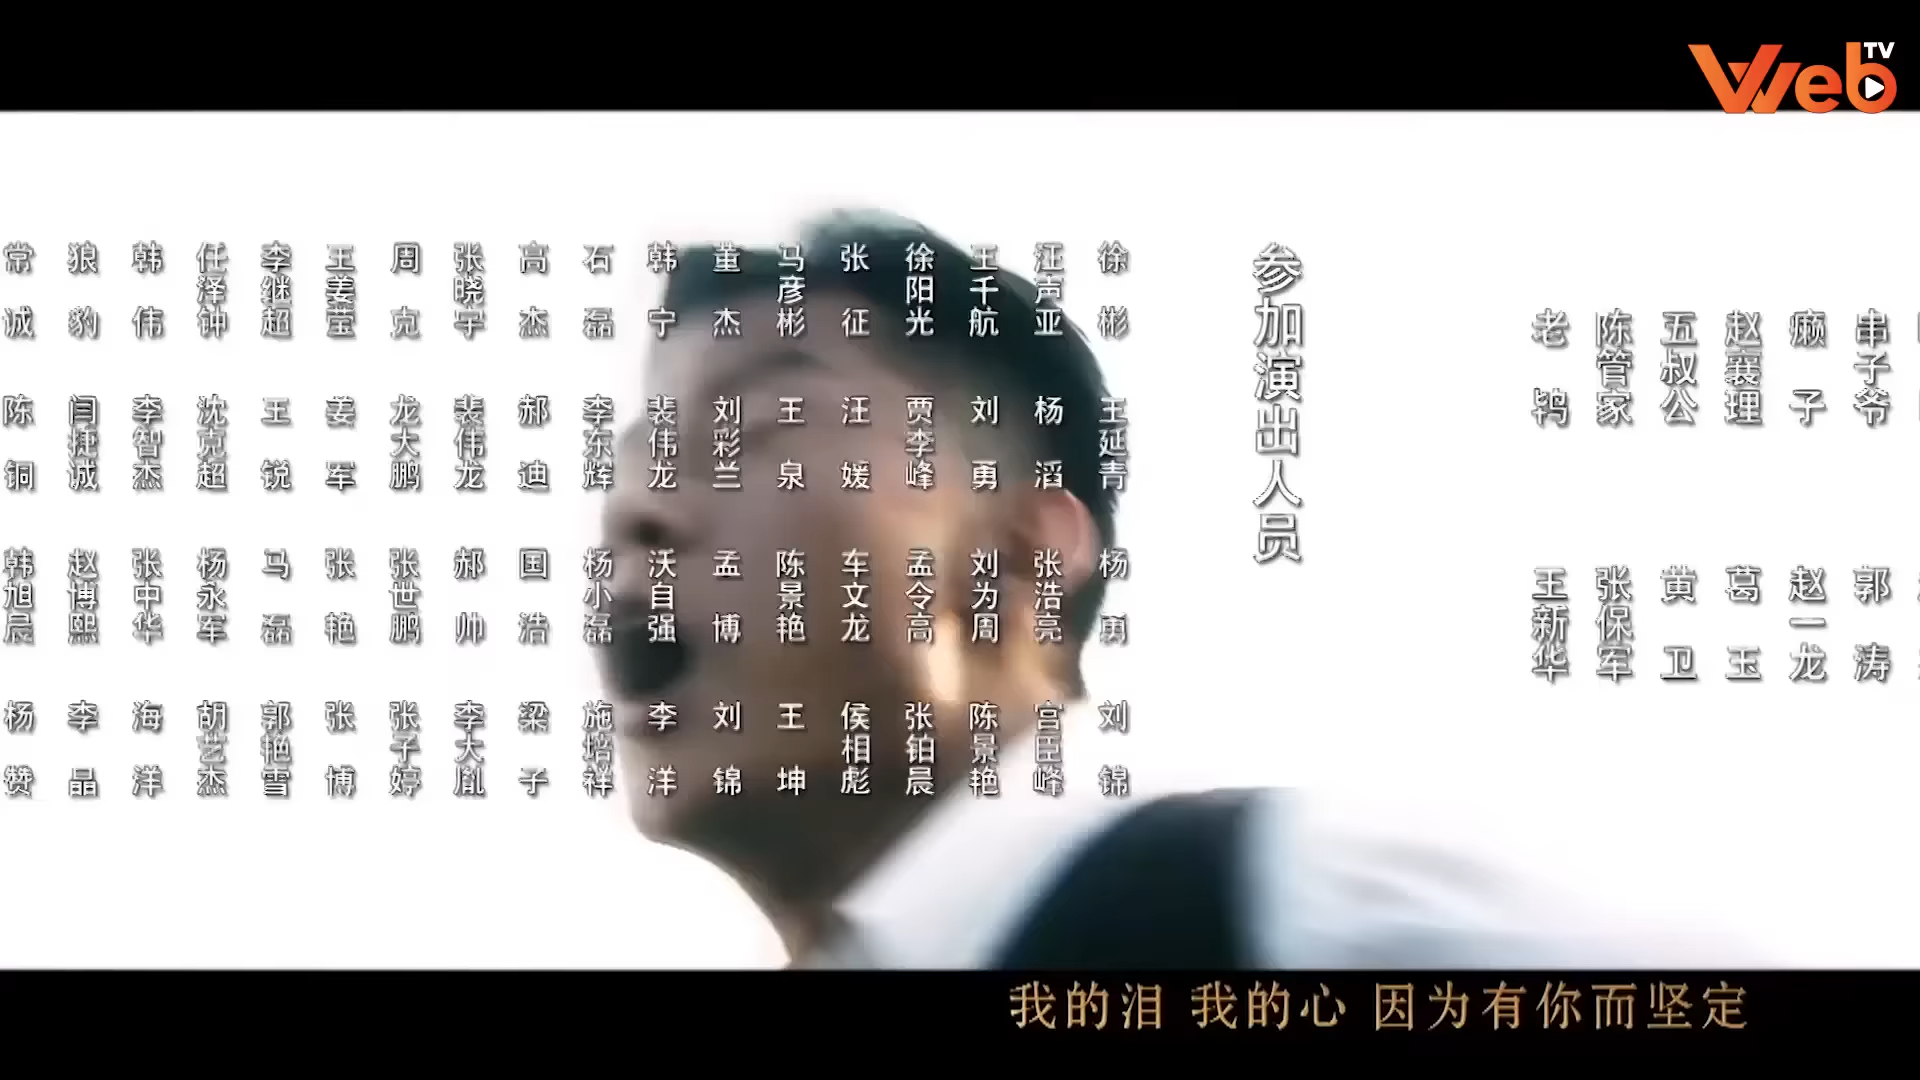 Web TV
串子爷 郭涛
癞子 赵一龙
赵襄理 葛玉
五叔公 黄卫
陈管家 张保军
老鸨 王新华
参加演出人员
徐彬 王延青 杨勇 刘锦
汪声亚 杨滔 张浩亮 宫臣峰
王千航 刘勇 刘为周 陈景艳
徐阳光 贾李峰 孟令高 张铂晨
张征 汪媛 车文龙 侯相彪
马彦彬 王泉 陈景艳 王坤
董杰 刘彩兰 孟博 刘锦
韩宁 裴伟龙 沃自强 李洋
石磊 李东辉 杨小磊 施培祥
高杰 郝迪 国浩 梁子
张晓宇 裴伟龙 郝帅 李大胤
周克 龙大鹏 张世鹏 张子婷
王姜莹 姜军 张艳 张博
李继超 王锐 马磊 郭艳雪
任泽钟 沈克超 杨永军 胡艺杰
韩伟 李智杰 张中华 海洋
狼豹 闫捷诚 赵博熙 李晶
常诚 陈铜 韩旭晨 杨赞
我的泪 我的心 因为有你而坚定